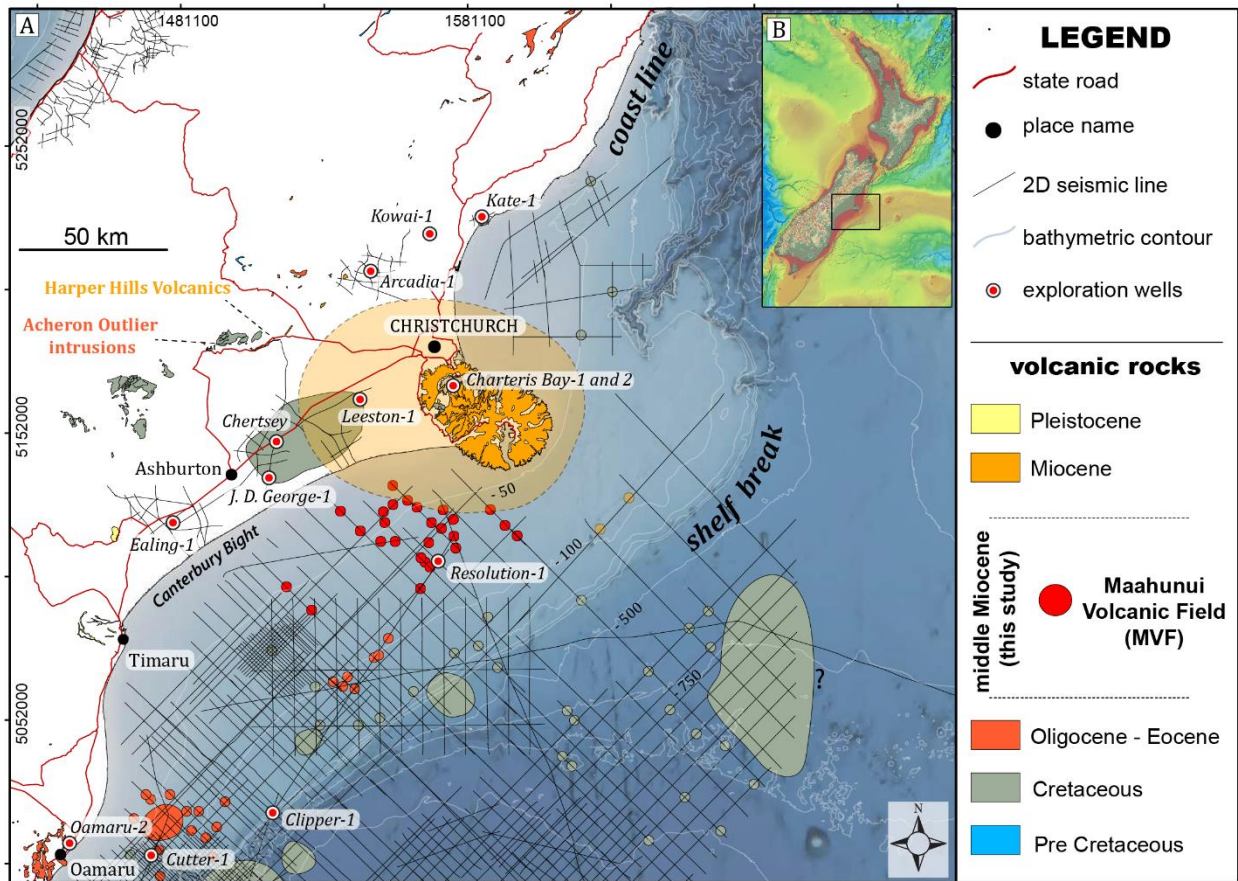 A
1481100
1581100
B
5252000
50 km
coast line
Kate-1
Kowai-1
Arcadia-1
Harper Hills Volcanics
Acheron Outlier
intrusions
CHRISTCHURCH
Charteris Bay-1 and 2
Leeston-1
Chertsey
5152000
Ashburton
J. D. George-1
- 50
shelf break
Ealing-1
Canterbury Bight
Resolution-1
- 100
- 500
Timaru
- 750
?
5052000
Clipper-1
Oamaru-2
Oamaru
Cutter-1
N
LEGEND
state road
place name
2D seismic line
bathymetric contour
exploration wells
volcanic rocks
Pleistocene
Miocene
middle Miocene
(this study)
Maahunui
Volcanic Field
(MVF)
Oligocene - Eocene
Cretaceous
Pre Cretaceous